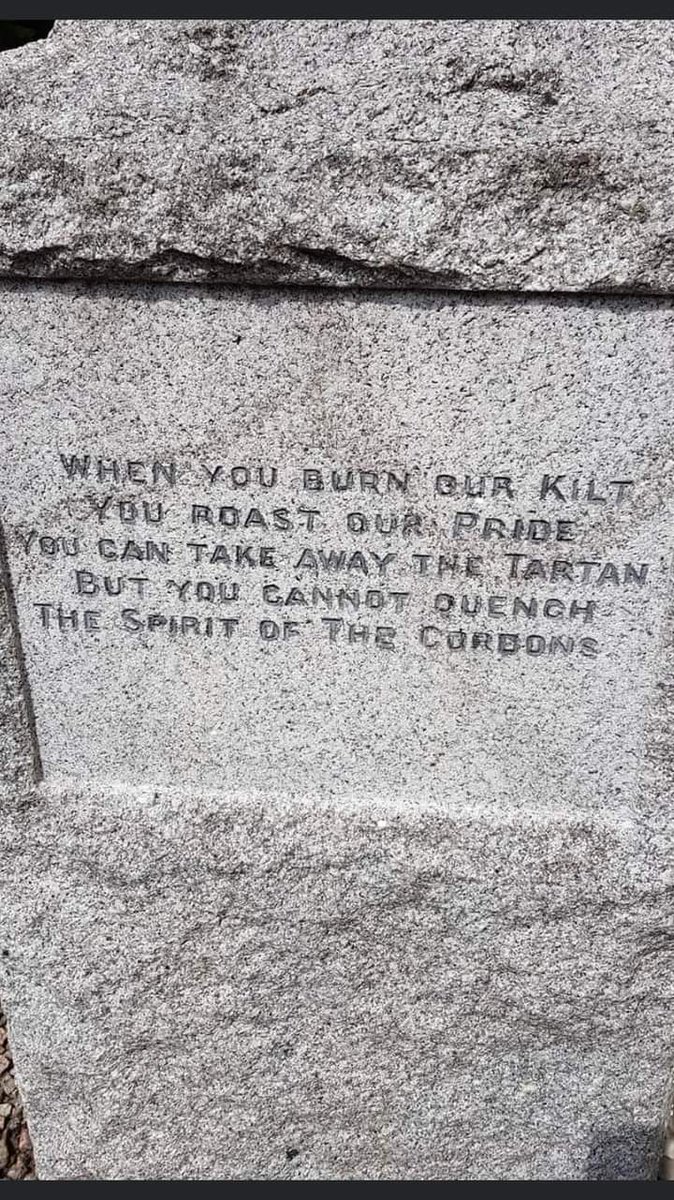 WHEN YOU BURN OUR KILT
YOU ROAST OUR PRIDE
YOU CAN TAKE AWAY THE TARTAN
BUT YOU CANNOT QUENCH
THE SPIRIT OF THE GORDONS